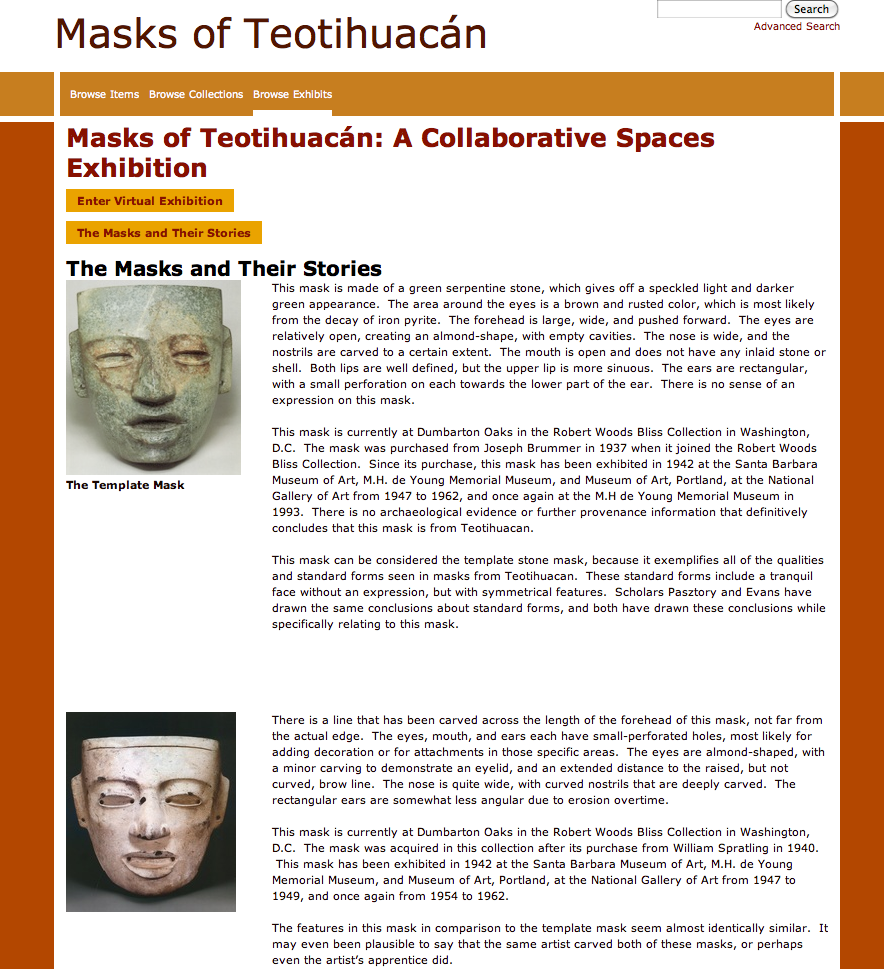 Masks of Teotihuacán
Search
Advanced Search
Browse Items Browse Collections Browse Exhibits
Masks of Teotihuacán: A Collaborative Spaces
Exhibition
Enter Virtual Exhibition
The Masks and Their Stories
The Masks and Their Stories
This mask is made of a green serpentine stone, which gives off a speckled light and darker
green appearance.  The area around the eyes is a brown and rusted color, which is most likely
from the decay of iron pyrite.  The forehead is large, wide, and pushed forward.  The eyes are
relatively open, creating an almond-shape, with empty cavities.  The nose is wide, and the
nostrils are carved to a certain extent.  The mouth is open and does not have any inlaid stone or
shell.  Both lips are well defined, but the upper lip is more sinuous.  The ears are rectangular,
with a small perforation on each towards the lower part of the ear.  There is no sense of an
expression on this mask.
This mask is currently at Dumbarton Oaks in the Robert Woods Bliss Collection in Washington,
D.C.  The mask was purchased from Joseph Brummer in 1937 when it joined the Robert Woods
Bliss Collection.  Since its purchase, this mask has been exhibited in 1942 at the Santa Barbara
Museum of Art, M.H. de Young Memorial Museum, and Museum of Art, Portland, at the National
Gallery of Art from 1947 to 1962, and once again at the M.H de Young Memorial Museum in
1993.  There is no archaeological evidence or further provenance information that definitively
concludes that this mask is from Teotihuacan.
This mask can be considered the template stone mask, because it exemplifies all of the qualities
and standard forms seen in masks from Teotihuacan.  These standard forms include a tranquil
face without an expression, but with symmetrical features.  Scholars Pasztory and Evans have
drawn the same conclusions about standard forms, and both have drawn these conclusions while
specifically relating to this mask.
The Template Mask
There is a line that has been carved across the length of the forehead of this mask, not far from
the actual edge.  The eyes, mouth, and ears each have small-perforated holes, most likely for
adding decoration or for attachments in those specific areas.  The eyes are almond-shaped, with
a minor carving to demonstrate an eyelid, and an extended distance to the raised, but not
curved, brow line.  The nose is quite wide, with curved nostrils that are deeply carved.  The
rectangular ears are somewhat less angular due to erosion overtime.
This mask is currently at Dumbarton Oaks in the Robert Woods Bliss Collection in Washington,
D.C.  The mask was acquired in this collection after its purchase from William Spratling in 1940.
This mask has been exhibited in 1942 at the Santa Barbara Museum of Art, M.H. de Young
Memorial Museum, and Museum of Art, Portland, at the National Gallery of Art from 1947 to
1949, and once again from 1954 to 1962.
The features in this mask in comparison to the template mask seem almost identically similar.  It
may even been plausible to say that the same artist carved both of these masks, or perhaps
even the artist's apprentice did.